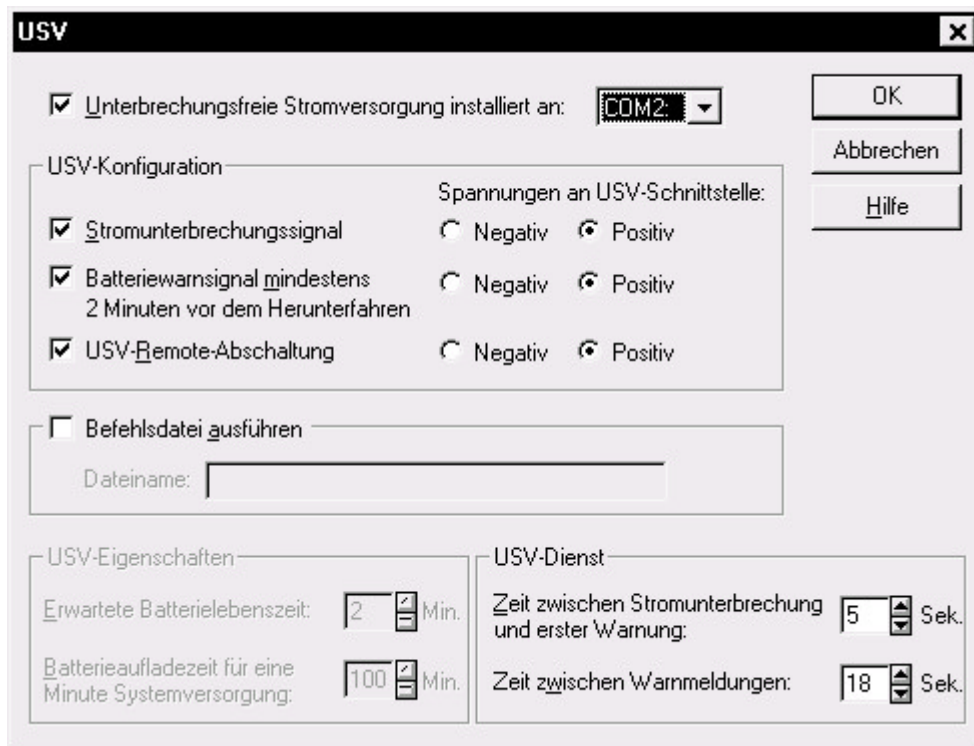 USV
Unterbrechungsfreie Stromversorgung installiert an: COM2:
OK
Abbrechen
Hilfe
USV-Konfiguration
Spannungen an USV-Schnittstelle:
Stromunterbrechungssignal Negativ Positiv
Batteriewarnsignal mindestens
2 Minuten vor dem Herunterfahren Negativ Positiv
USV-Remote-Abschaltung Negativ Positiv
Befehlsdatei ausführen
Dateiname:
USV-Eigenschaften
Erwartete Batterielebenszeit: 2 Min.
Batterieaufladezeit für eine
Minute Systemversorgung: 100 Min.
USV-Dienst
Zeit zwischen Stromunterbrechung
und erster Warnung: 5 Sek.
Zeit zwischen Warnmeldungen: 18 Sek.